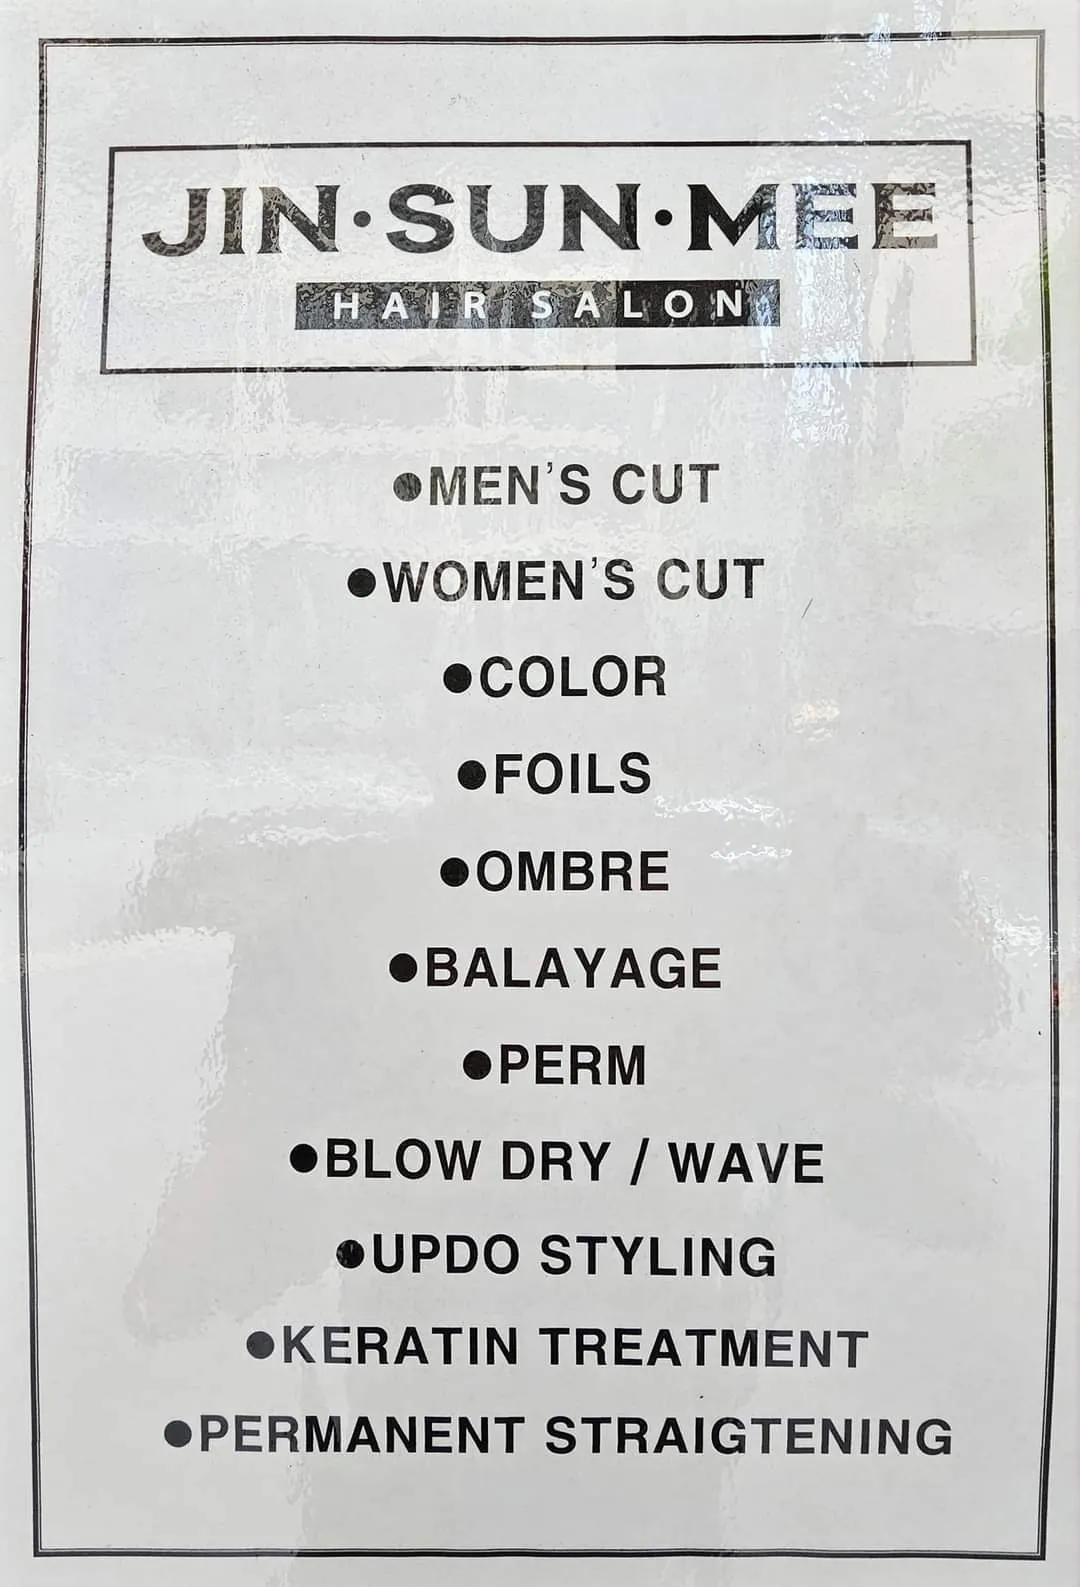 JIN·SUN·MEE
HAIR SALON
●MEN'S CUT
●WOMEN'S CUT
●COLOR
●FOILS
●OMBRE
●BALAYAGE
●PERM
●BLOW DRY / WAVE
●UPDO STYLING
●KERATIN TREATMENT
●PERMANENT STRAIGTENING